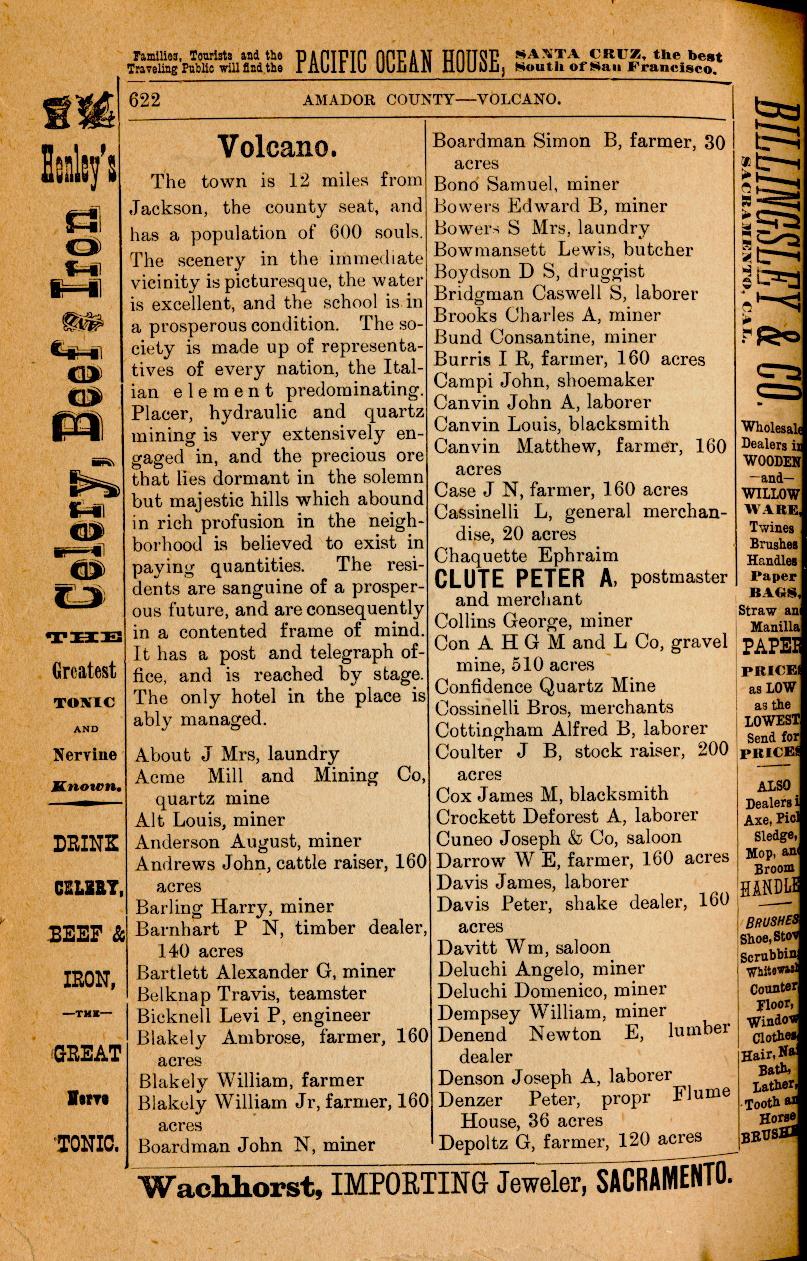 Families, Tourists and the
Traveling Public will find the
PACIFIC OCEAN HOUSE,
SANTA CRUZ, the best
South of San Francisco.
622
AMADOR COUNTY—VOLCANO.
Henley's
Celery, Beef & Iron
THE
Greatest
TONIC
AND
Nervine
Known.
DRINK
CELERY,
BEEF &
IRON,
—THE—
GREAT
Nerve
TONIC.
Volcano.
The town is 12 miles from
Jackson, the county seat, and
has a population of 600 souls.
The scenery in the immediate
vicinity is picturesque, the water
is excellent, and the school is in
a prosperous condition. The so-
ciety is made up of representa-
tives of every nation, the Ital-
ian element predominating.
Placer, hydraulic and quartz
mining is very extensively en-
gaged in, and the precious ore
that lies dormant in the solemn
but majestic hills which abound
in rich profusion in the neigh-
borhood is believed to exist in
paying quantities. The resi-
dents are sanguine of a prosper-
ous future, and are consequently
in a contented frame of mind.
It has a post and telegraph of-
fice, and is reached by stage.
The only hotel in the place is
ably managed.
About J Mrs, laundry
Acme Mill and Mining Co,
quartz mine
Alt Louis, miner
Anderson August, miner
Andrews John, cattle raiser, 160
acres
Barling Harry, miner
Barnhart P N, timber dealer,
140 acres
Bartlett Alexander G, miner
Belknap Travis, teamster
Bicknell Levi P, engineer
Blakely Ambrose, farmer, 160
acres
Blakely William, farmer
Blakely William Jr, farmer, 160
acres
Boardman John N, miner
Boardman Simon B, farmer, 30
acres
Bono Samuel, miner
Bowers Edward B, miner
Bowers S Mrs, laundry
Bowmansett Lewis, butcher
Boydson D S, druggist
Bridgman Caswell S, laborer
Brooks Charles A, miner
Bund Consantine, miner
Burris I R, farmer, 160 acres
Campi John, shoemaker
Canvin John A, laborer
Canvin Louis, blacksmith
Canvin Matthew, farmer, 160
acres
Case J N, farmer, 160 acres
Cassinelli L, general merchan-
dise, 20 acres
Chaquette Ephraim
CLUTE PETER A, postmaster
and merchant
Collins George, miner
Con A H G M and L Co, gravel
mine, 510 acres
Confidence Quartz Mine
Cossinelli Bros, merchants
Cottingham Alfred B, laborer
Coulter J B, stock raiser, 200
acres
Cox James M, blacksmith
Crockett Deforest A, laborer
Cuneo Joseph & Co, saloon
Darrow W E, farmer, 160 acres
Davis James, laborer
Davis Peter, shake dealer, 160
acres
Davitt Wm, saloon
Deluchi Angelo, miner
Deluchi Domenico, miner
Dempsey William, miner
Denend Newton E, lumber
dealer
Denson Joseph A, laborer
Denzer Peter, propr Flume
House, 36 acres
Depoltz G, farmer, 120 acres
BILLINGSLEY & CO.
SACRAMENTO, CAL.
Wholesale
Dealers in
WOODEN
—and—
WILLOW
WARE,
Twines
Brushes
Handles
Paper
BAGS,
Straw an
Manilla
PAPER
PRICES
as LOW
as the
LOWEST
Send for
PRICES
ALSO
Dealers i
Axe, Pic
Sledge,
Mop, an
Broom
HANDLE
BRUSHES
Shoe, Stov
Scrubbin
Whitewash
Counter
Floor,
Window
Clothes
Hair, Na
Bath,
Lather,
Tooth an
Horse
BRUSHE
Wachhorst, IMPORTING Jeweler, SACRAMENTO.